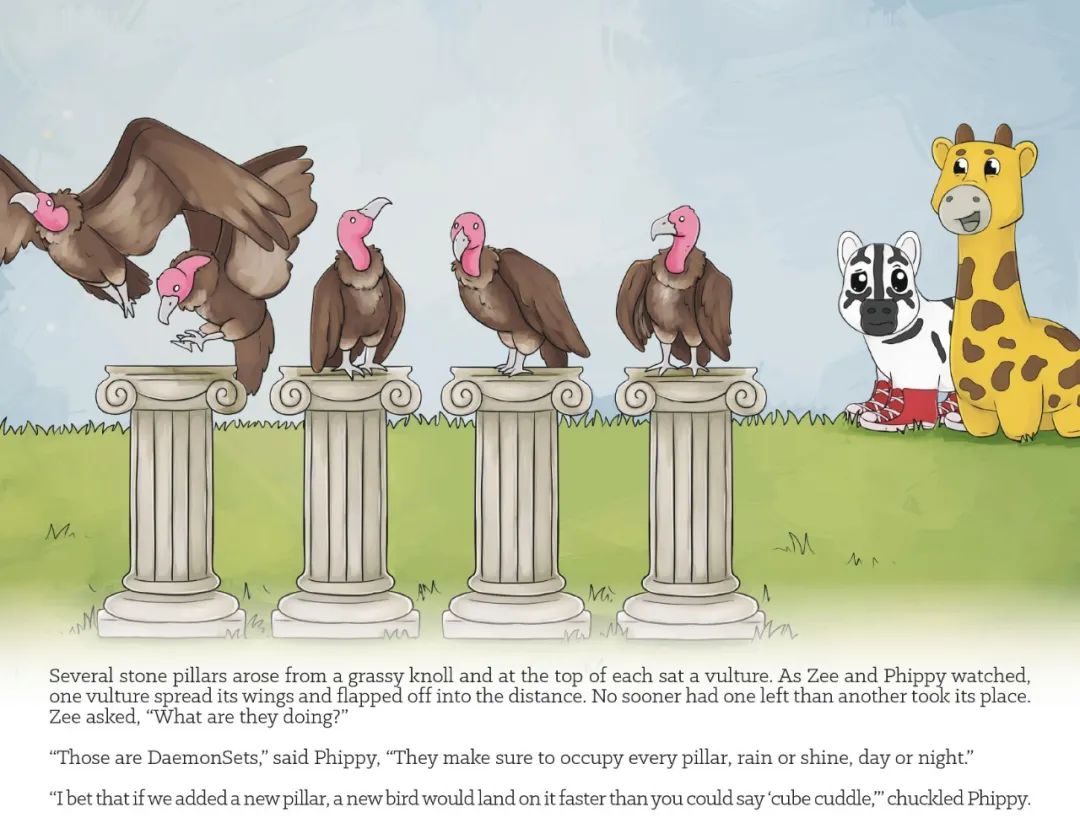 Several stone pillars arose from a grassy knoll and at the top of each sat a vulture. As Zee and Phippy watched,
one vulture spread its wings and flapped off into the distance. No sooner had one left than another took its place.
Zee asked, “What are they doing?”
“Those are DaemonSets,” said Phippy, “They make sure to occupy every pillar, rain or shine, day or night.”
“I bet that if we added a new pillar, a new bird would land on it faster than you could say ‘cube cuddle,’” chuckled Phippy.